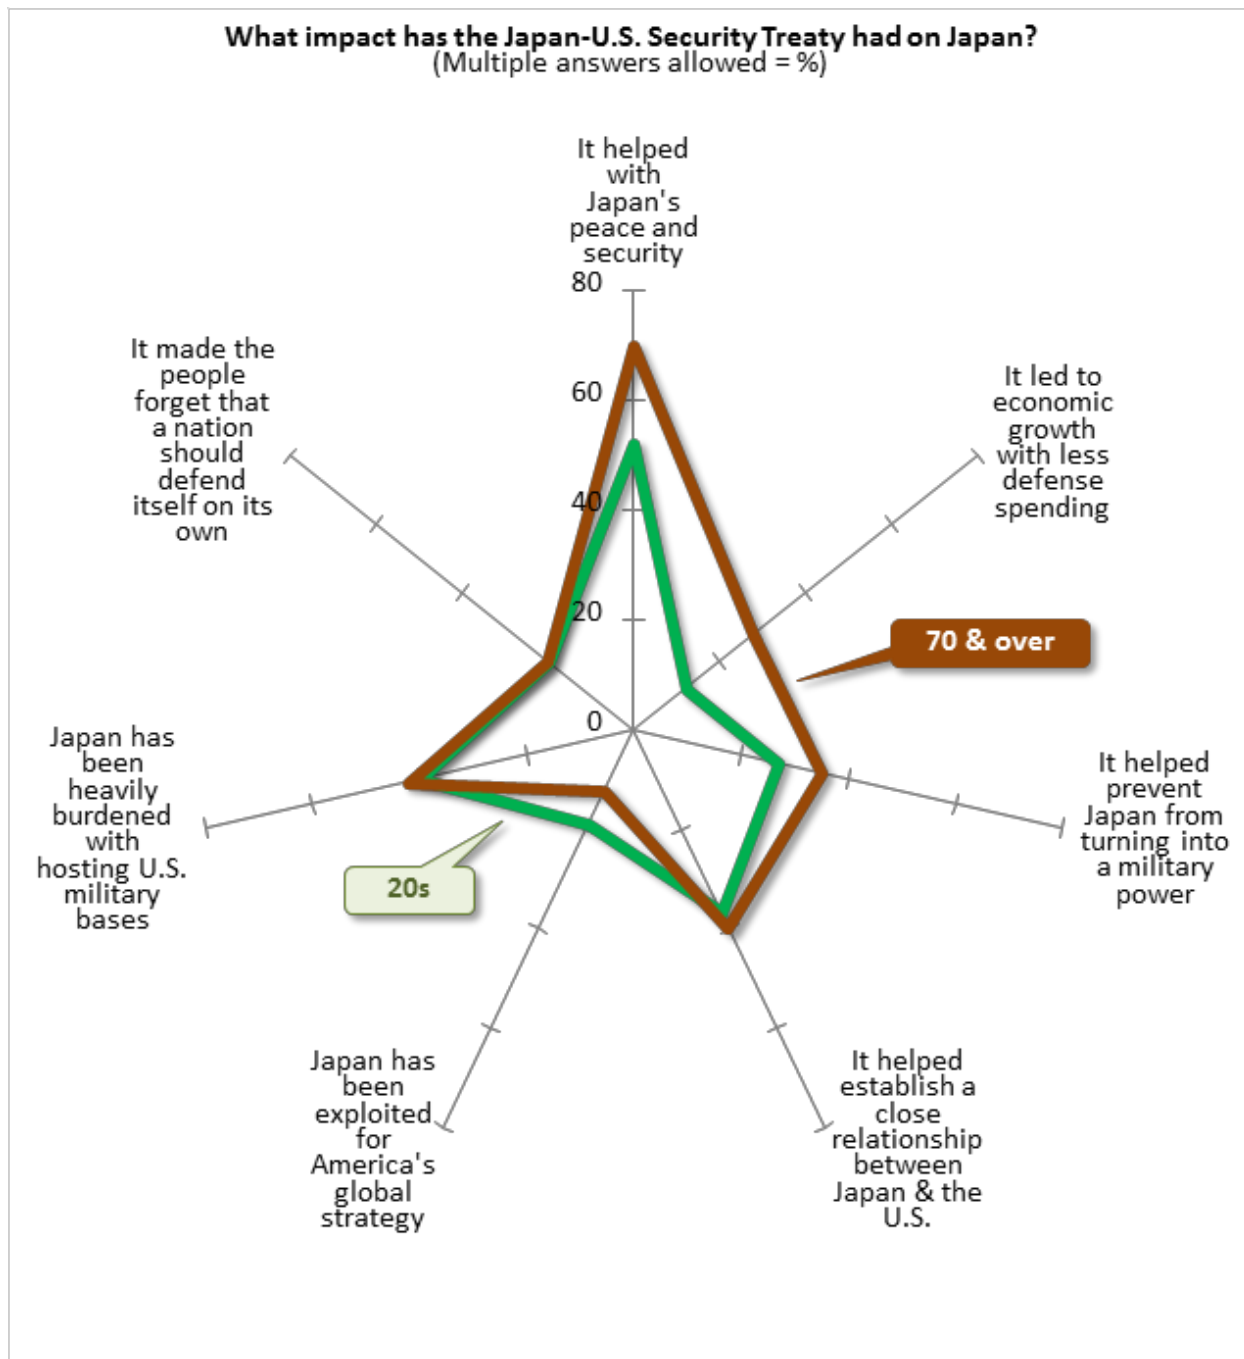 What impact has the Japan-U.S. Security Treaty had on Japan?
(Multiple answers allowed = %)
It helped
with
Japan's
peace and
security
80
60
40
20
0
It led to
economic
growth
with less
defense
spending
70 & over
It helped
prevent
Japan from
turning into
a military
power
It helped
establish a
close
relationship
between
Japan & the
U.S.
Japan has
been
exploited
for
America's
global
strategy
20s
Japan has
been
heavily
burdened
with
hosting U.S.
military
bases
It made the
people
forget that
a nation
should
defend
itself on its
own